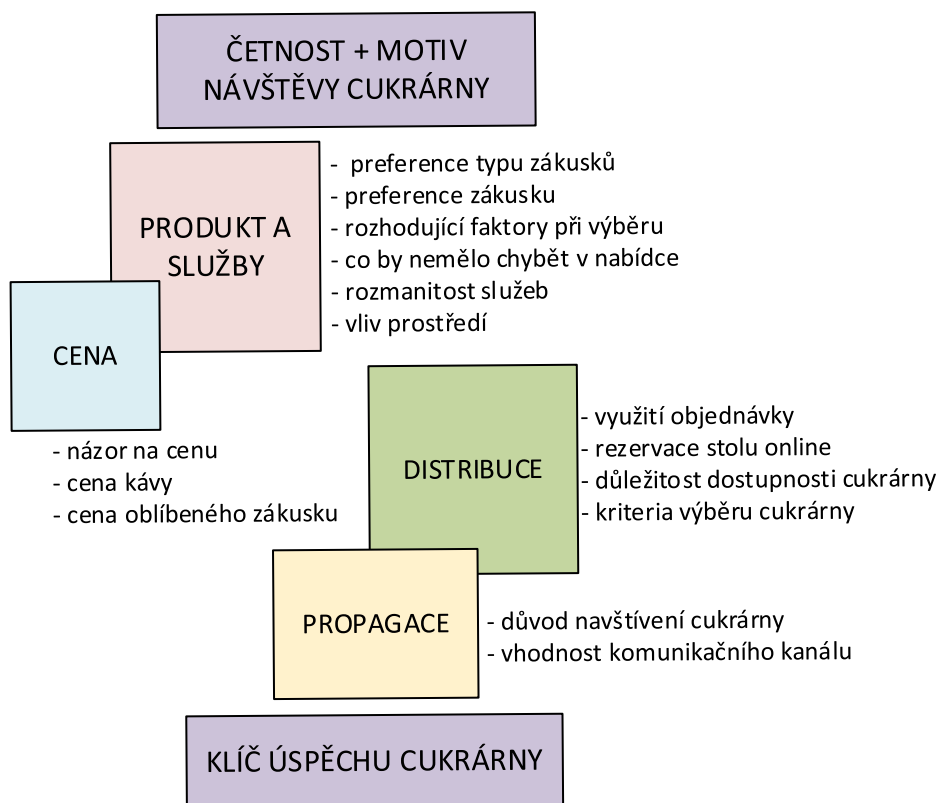 ČETNOST + MOTIV
NÁVŠTĚVY CUKRÁRNY
PRODUKT A
SLUŽBY
- preference typu zákusků
- preference zákusku
- rozhodující faktory při výběru
- co by nemělo chybět v nabídce
- rozmanitost služeb
- vliv prostředí
CENA
- názor na cenu
- cena kávy
- cena oblíbeného zákusku
DISTRIBUCE
- využití objednávky
- rezervace stolu online
- důležitost dostupnosti cukrárny
- kriteria výběru cukrárny
PROPAGACE
- důvod navštívení cukrárny
- vhodnost komunikačního kanálu
KLÍČ ÚSPĚCHU CUKRÁRNY